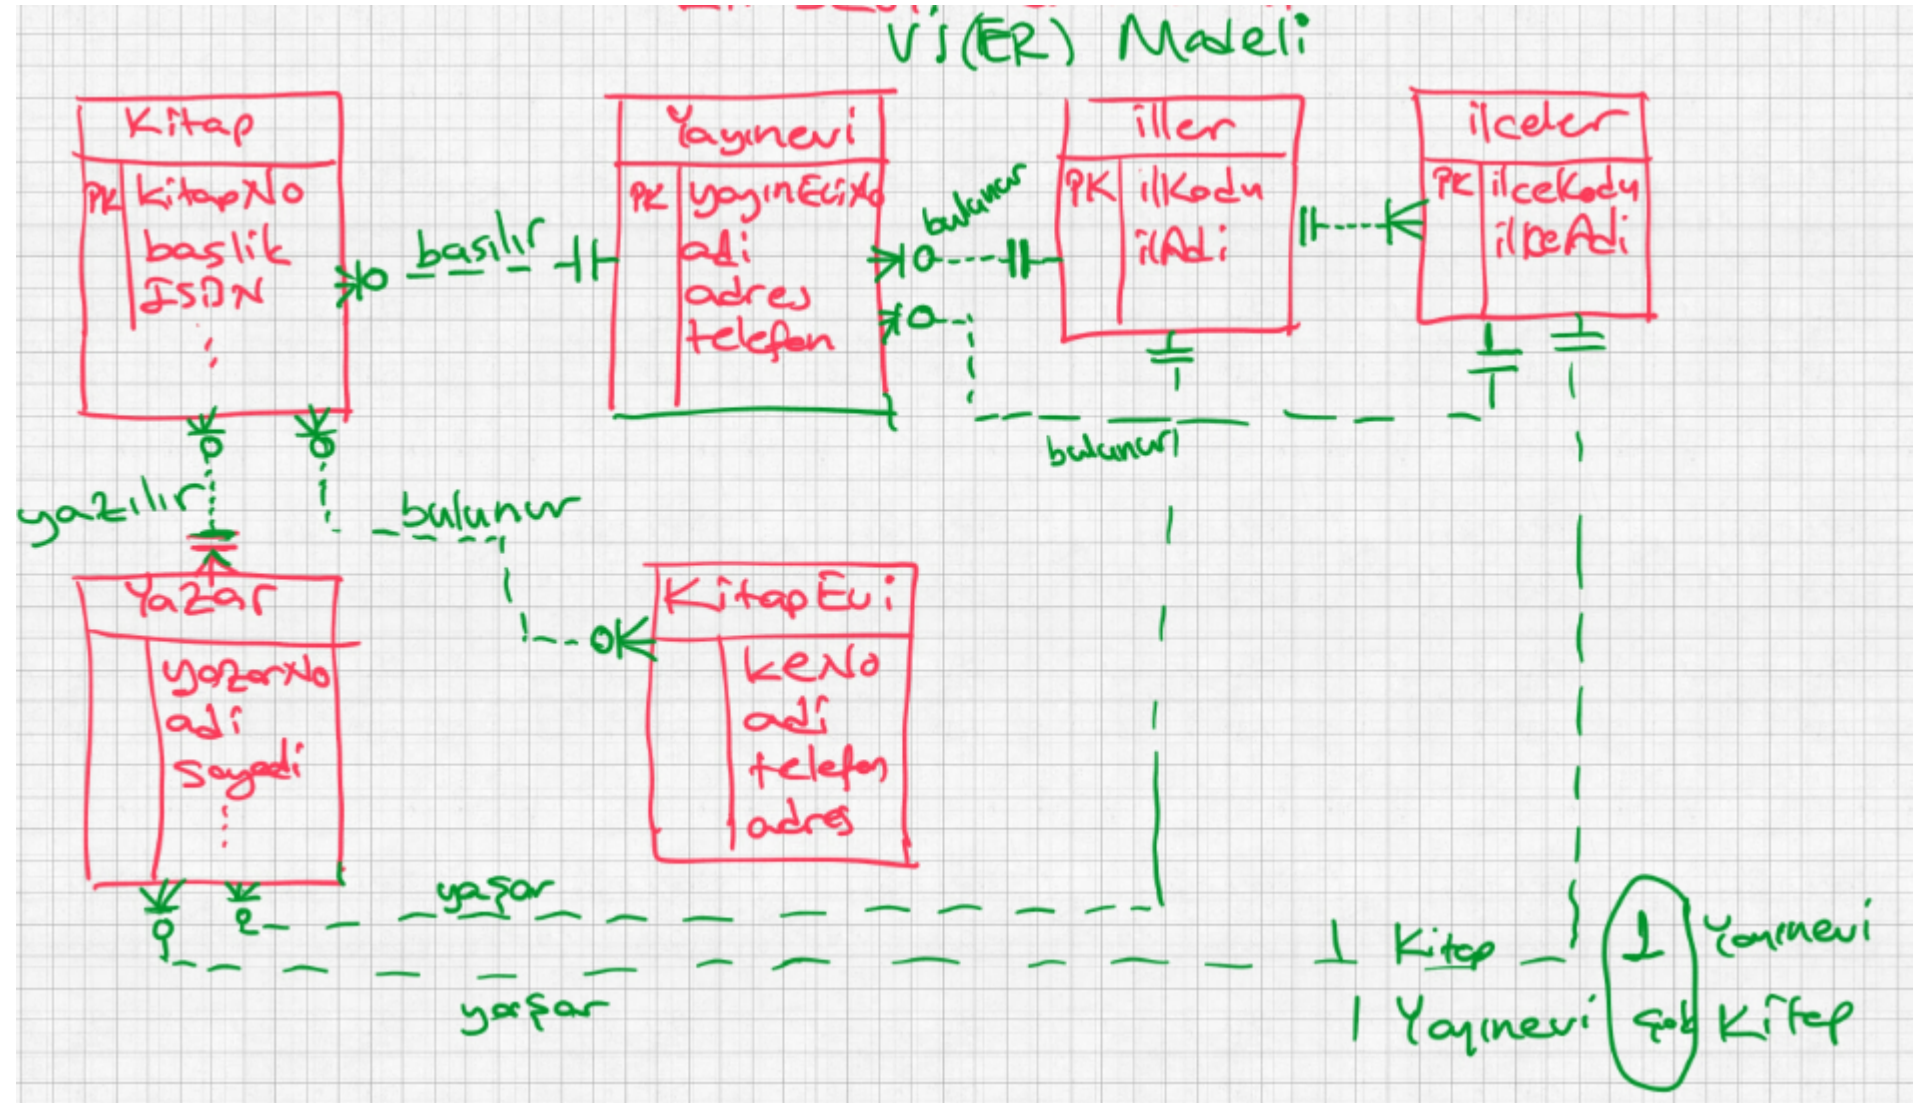 Vs(ER) Modeli
Kitap
PK kitapNo
baslik
ISBN
basılır
Yayınevi
PK yayınEviNo
adi
adres
telefon
bulunur
iller
PK ilKodu
ilAdi
ilceler
PK ilceKodu
ilceAdi
bulunur
yazılır
bulunur
Yazar
yazarNo
adi
Soyadi
KitapEvi
keNo
adi
telefon
adres
yaşar
yaşar
1 Kitap 1 Yayınevi
1 Yayınevi çok Kitap